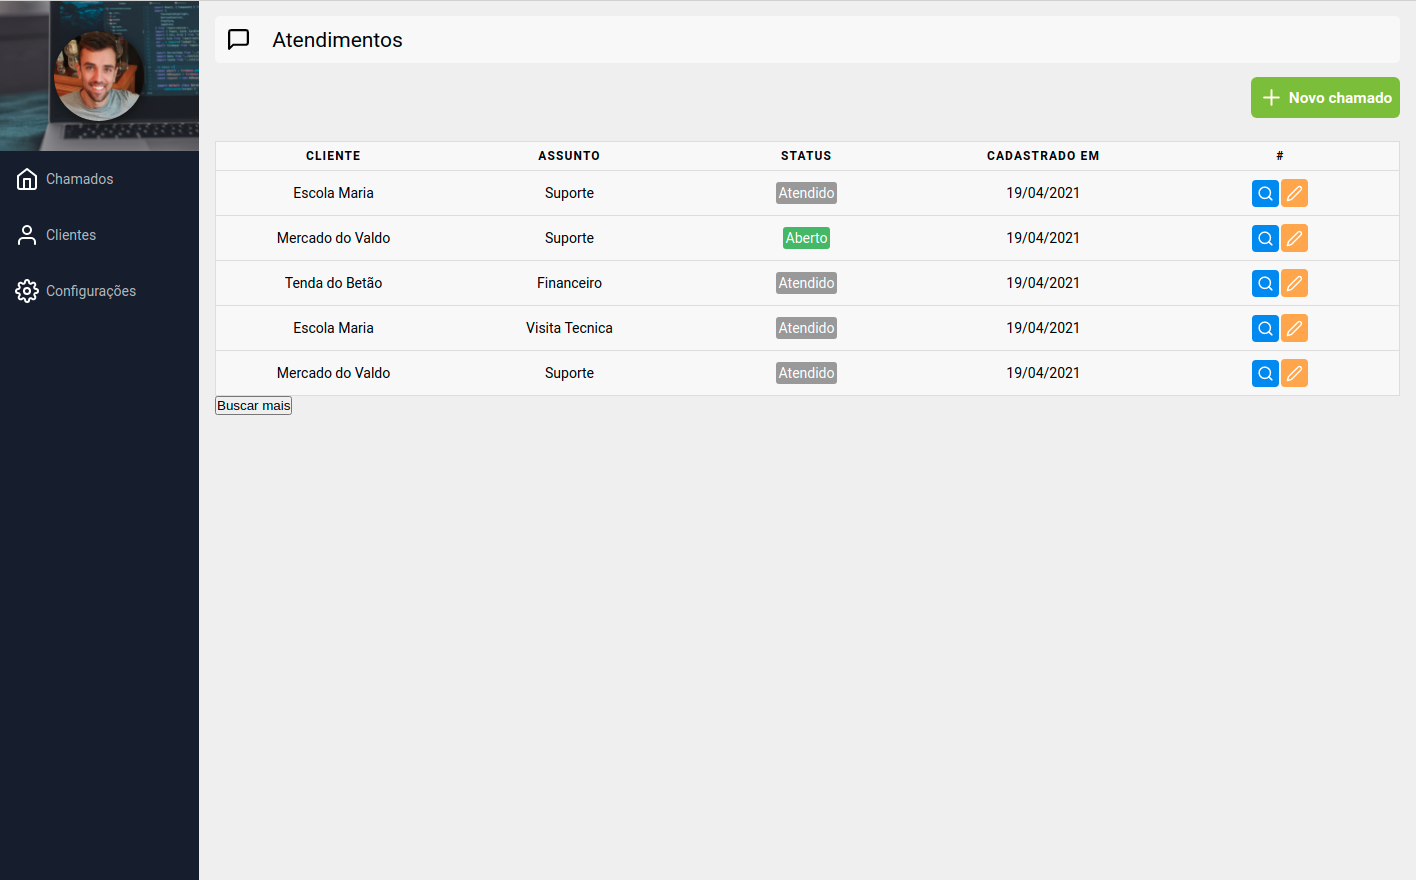 Atendimentos
Novo chamado
Chamados
Clientes
Configurações
CLIENTE ASSUNTO STATUS CADASTRADO EM #
Escola Maria Suporte Atendido 19/04/2021
Mercado do Valdo Suporte Aberto 19/04/2021
Tenda do Betão Financeiro Atendido 19/04/2021
Escola Maria Visita Tecnica Atendido 19/04/2021
Mercado do Valdo Suporte Atendido 19/04/2021
Buscar mais